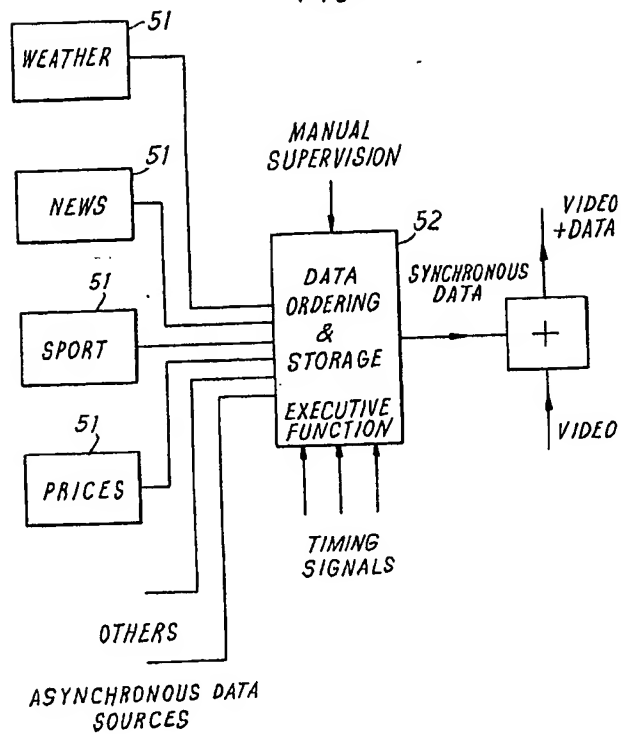 51
WEATHER
51
NEWS
51
SPORT
51
PRICES
OTHERS
ASYNCHRONOUS DATA
SOURCES
MANUAL
SUPERVISION
52
DATA
ORDERING
&
STORAGE
EXECUTIVE
FUNCTION
TIMING
SIGNALS
SYNCHRONOUS
DATA
VIDEO
+DATA
+
VIDEO